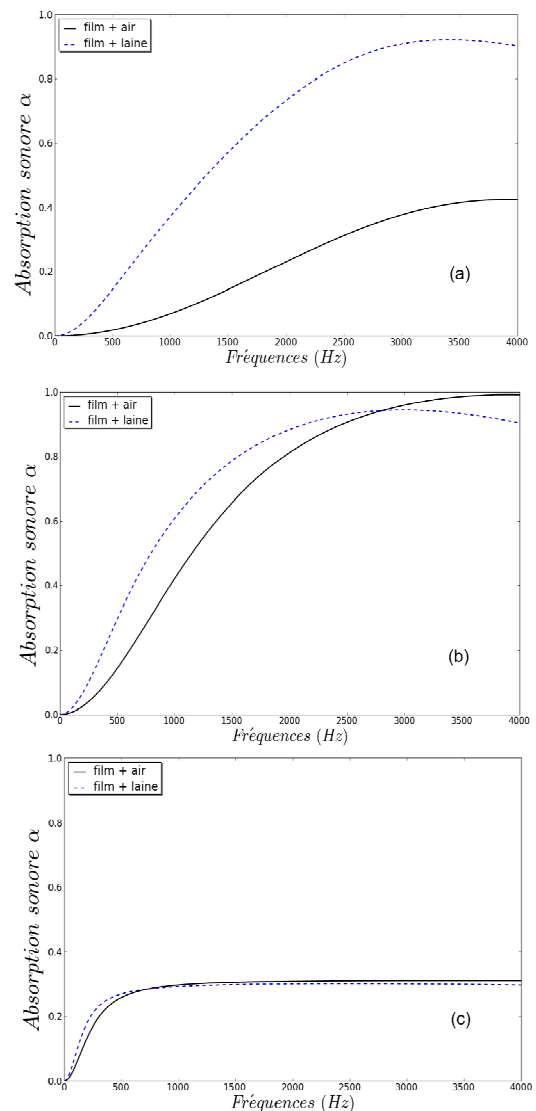 film + air
film + laine
Absorption sonore α
1.0
0.8
0.6
0.4
0.2
0.0
(a)
0 500 1000 1500 2000 2500 3000 3500 4000
Fréquences (Hz)
film + air
film + laine
Absorption sonore α
1.0
0.8
0.6
0.4
0.2
0.0
(b)
0 500 1000 1500 2000 2500 3000 3500 4000
Fréquences (Hz)
film + air
film + laine
Absorption sonore α
1.0
0.8
0.6
0.4
0.2
0.0
(c)
0 500 1000 1500 2000 2500 3000 3500 4000
Fréquences (Hz)